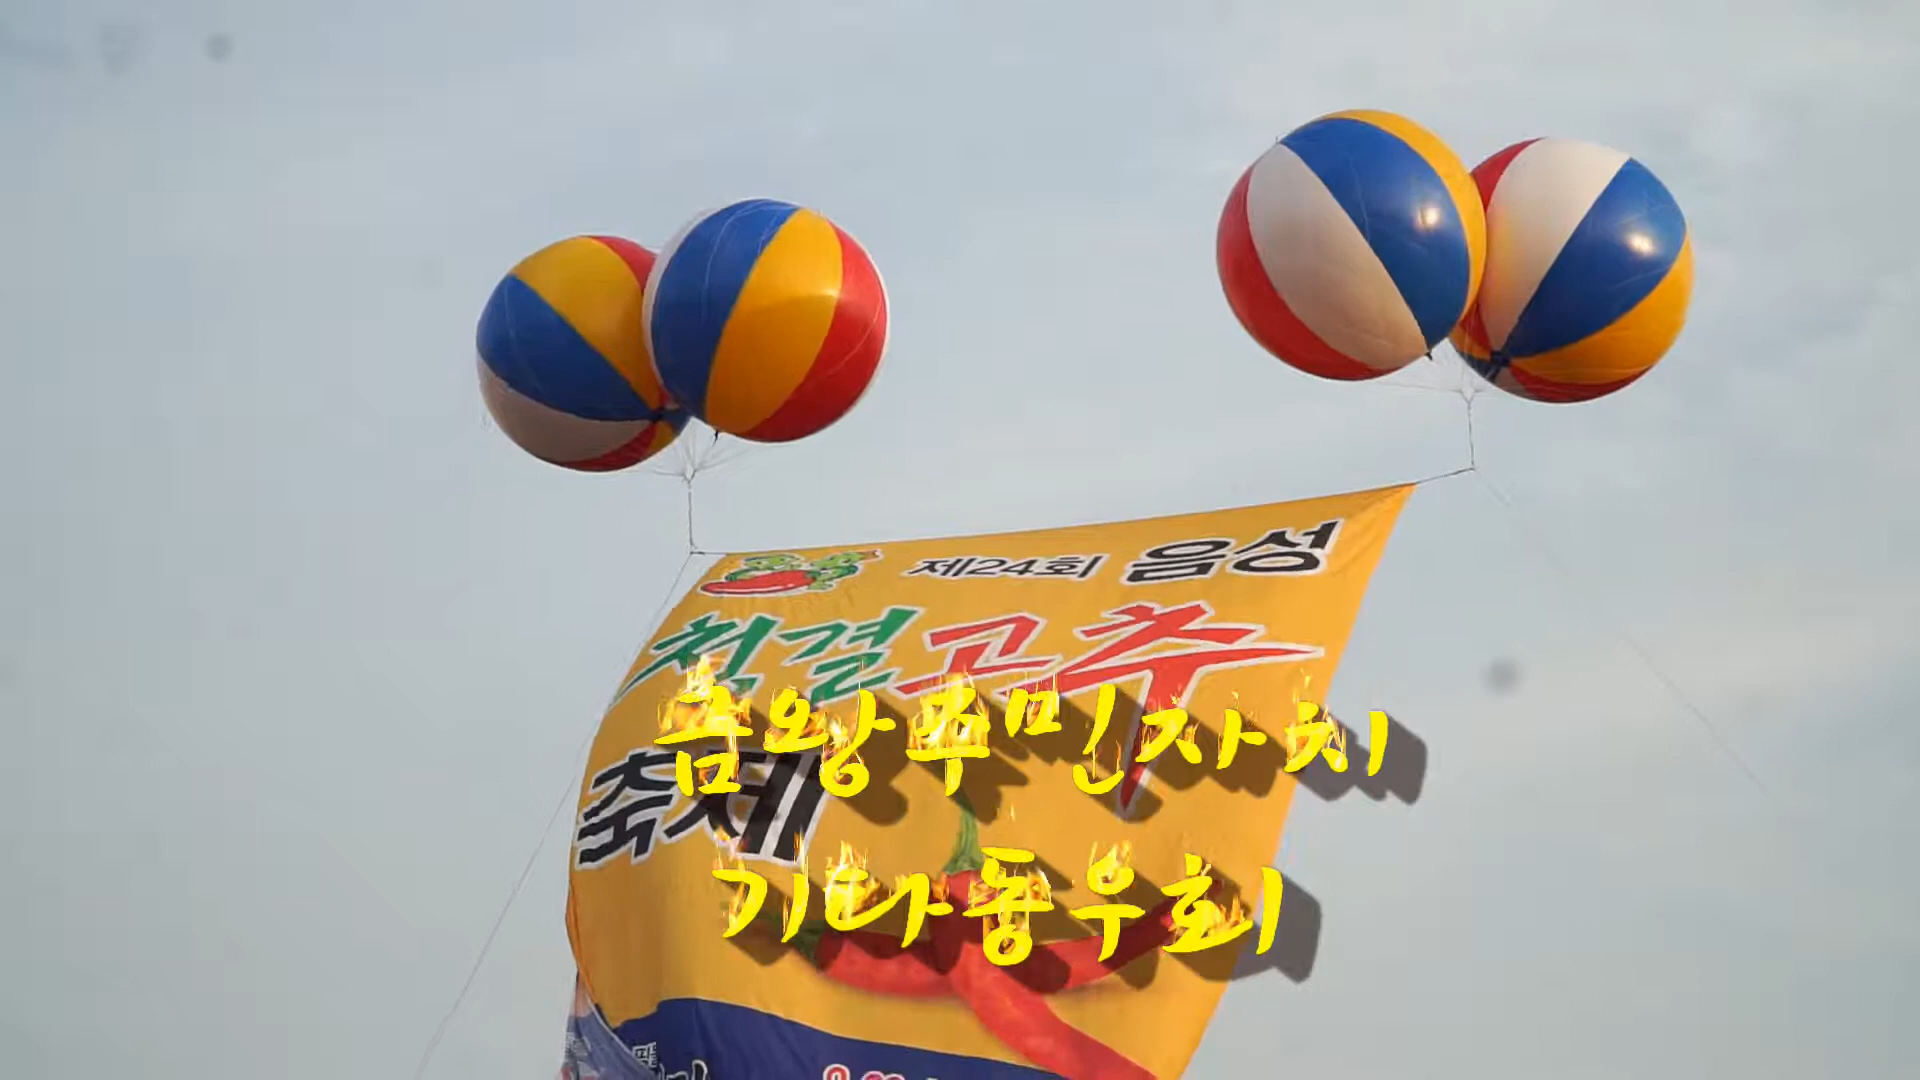 제24회 음성
청결고추
축제
금왕주민자치
기타동우회